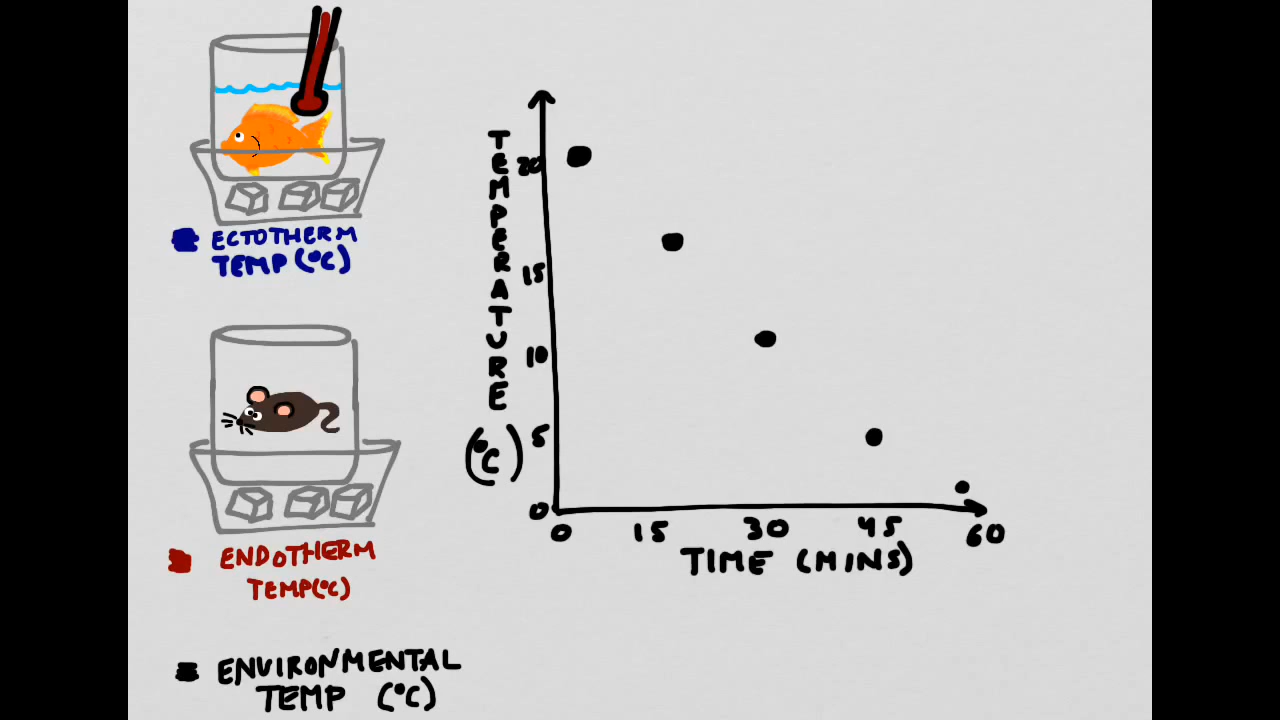 ECTOTHERM
TEMP (°C)
ENDOTHERM
TEMP(°C)
ENVIRONMENTAL
TEMP (°C)
TEMPERATURE
(°C)
20
15
10
5
0
0 15 30 45 60
TIME (MINS)